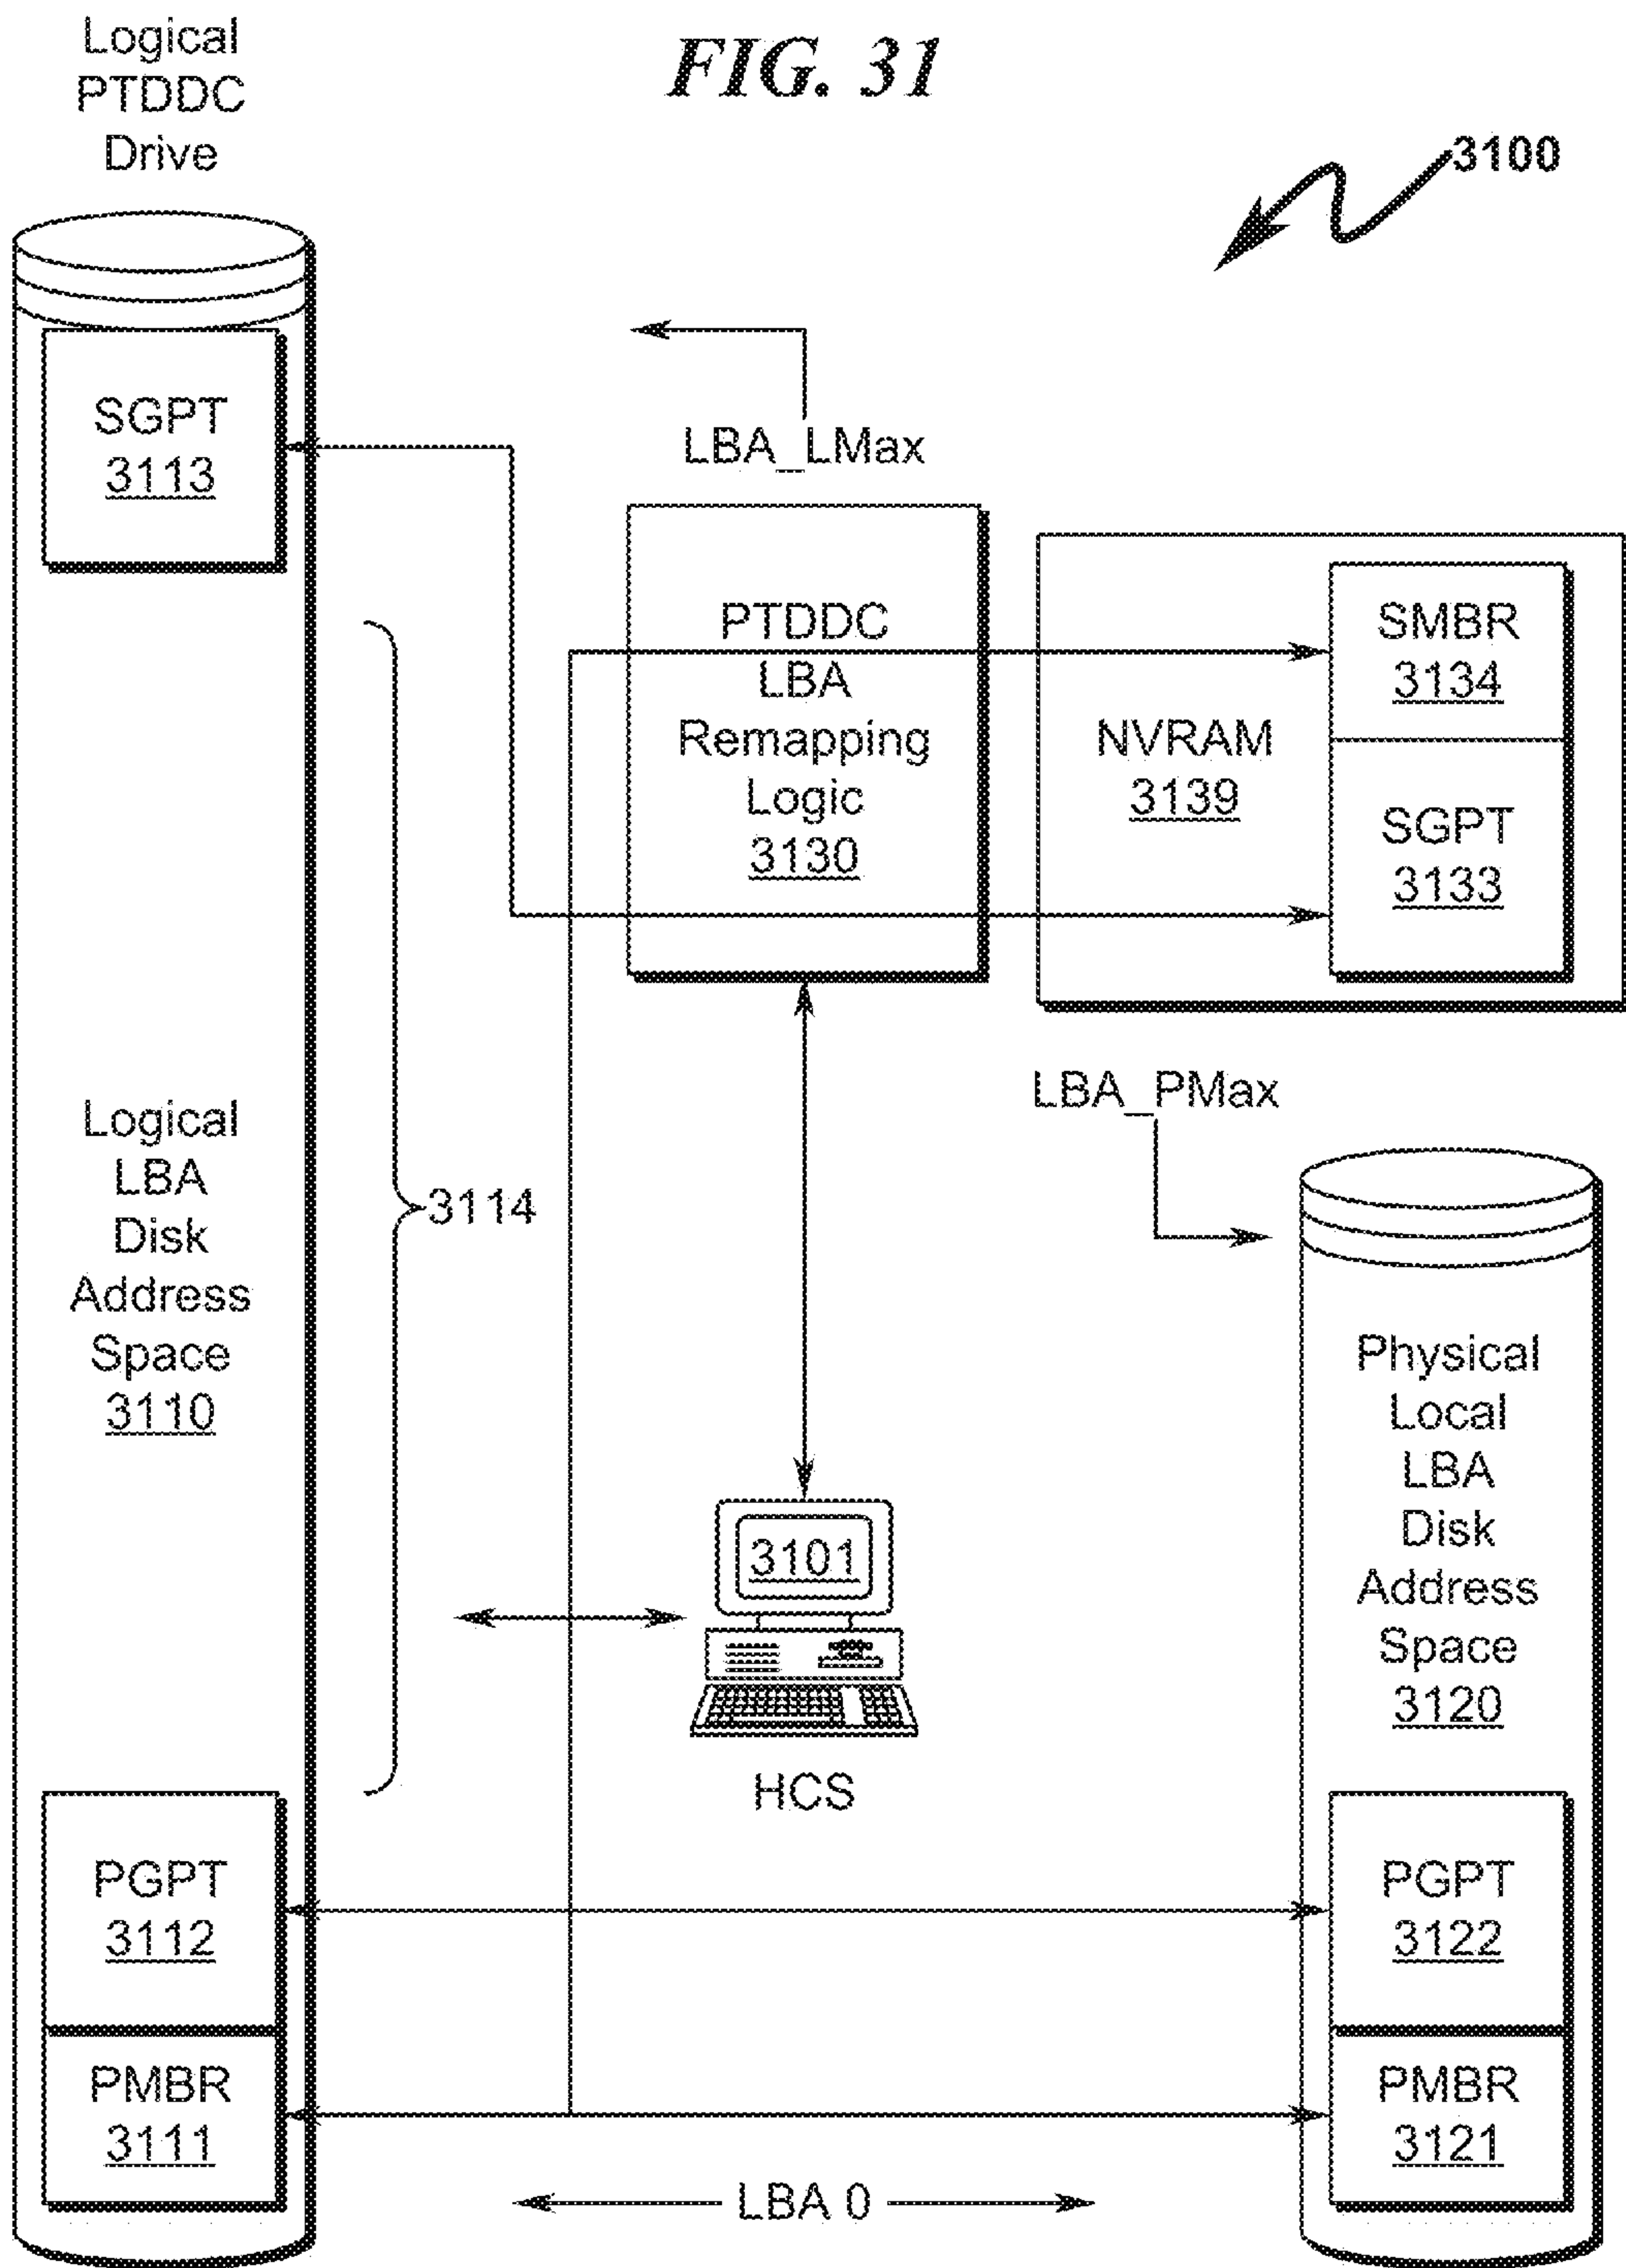 Logical
PTDDC
Drive
FIG. 31
3100
SGPT
3113
LBA_LMax
PTDDC
LBA
Remapping
Logic
3130
NVRAM
3139
SMBR
3134
SGPT
3133
Logical
LBA
Disk
Address
Space
3110
3114
LBA_PMax
Physical
Local
LBA
Disk
Address
Space
3120
3101
HCS
PGPT
3112
PGPT
3122
PMBR
3111
PMBR
3121
LBA 0